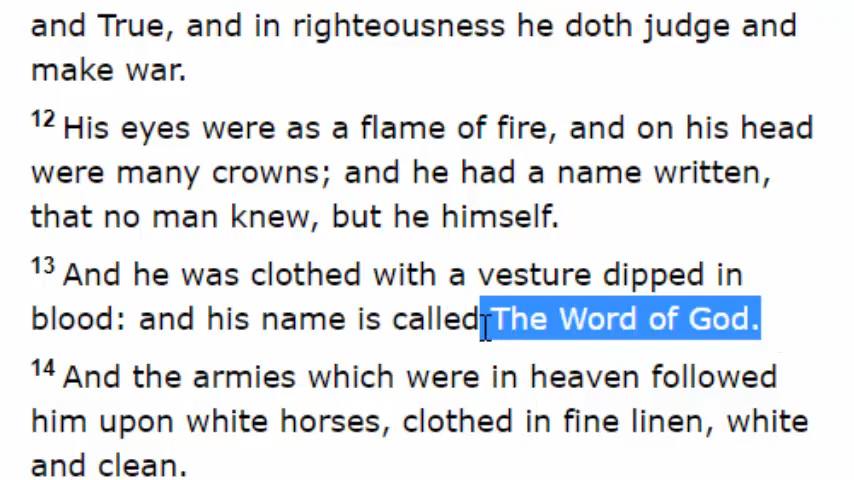 and True, and in righteousness he doth judge and
make war.
12 His eyes were as a flame of fire, and on his head
were many crowns; and he had a name written,
that no man knew, but he himself.
13 And he was clothed with a vesture dipped in
blood: and his name is called The Word of God.
14 And the armies which were in heaven followed
him upon white horses, clothed in fine linen, white
and clean.